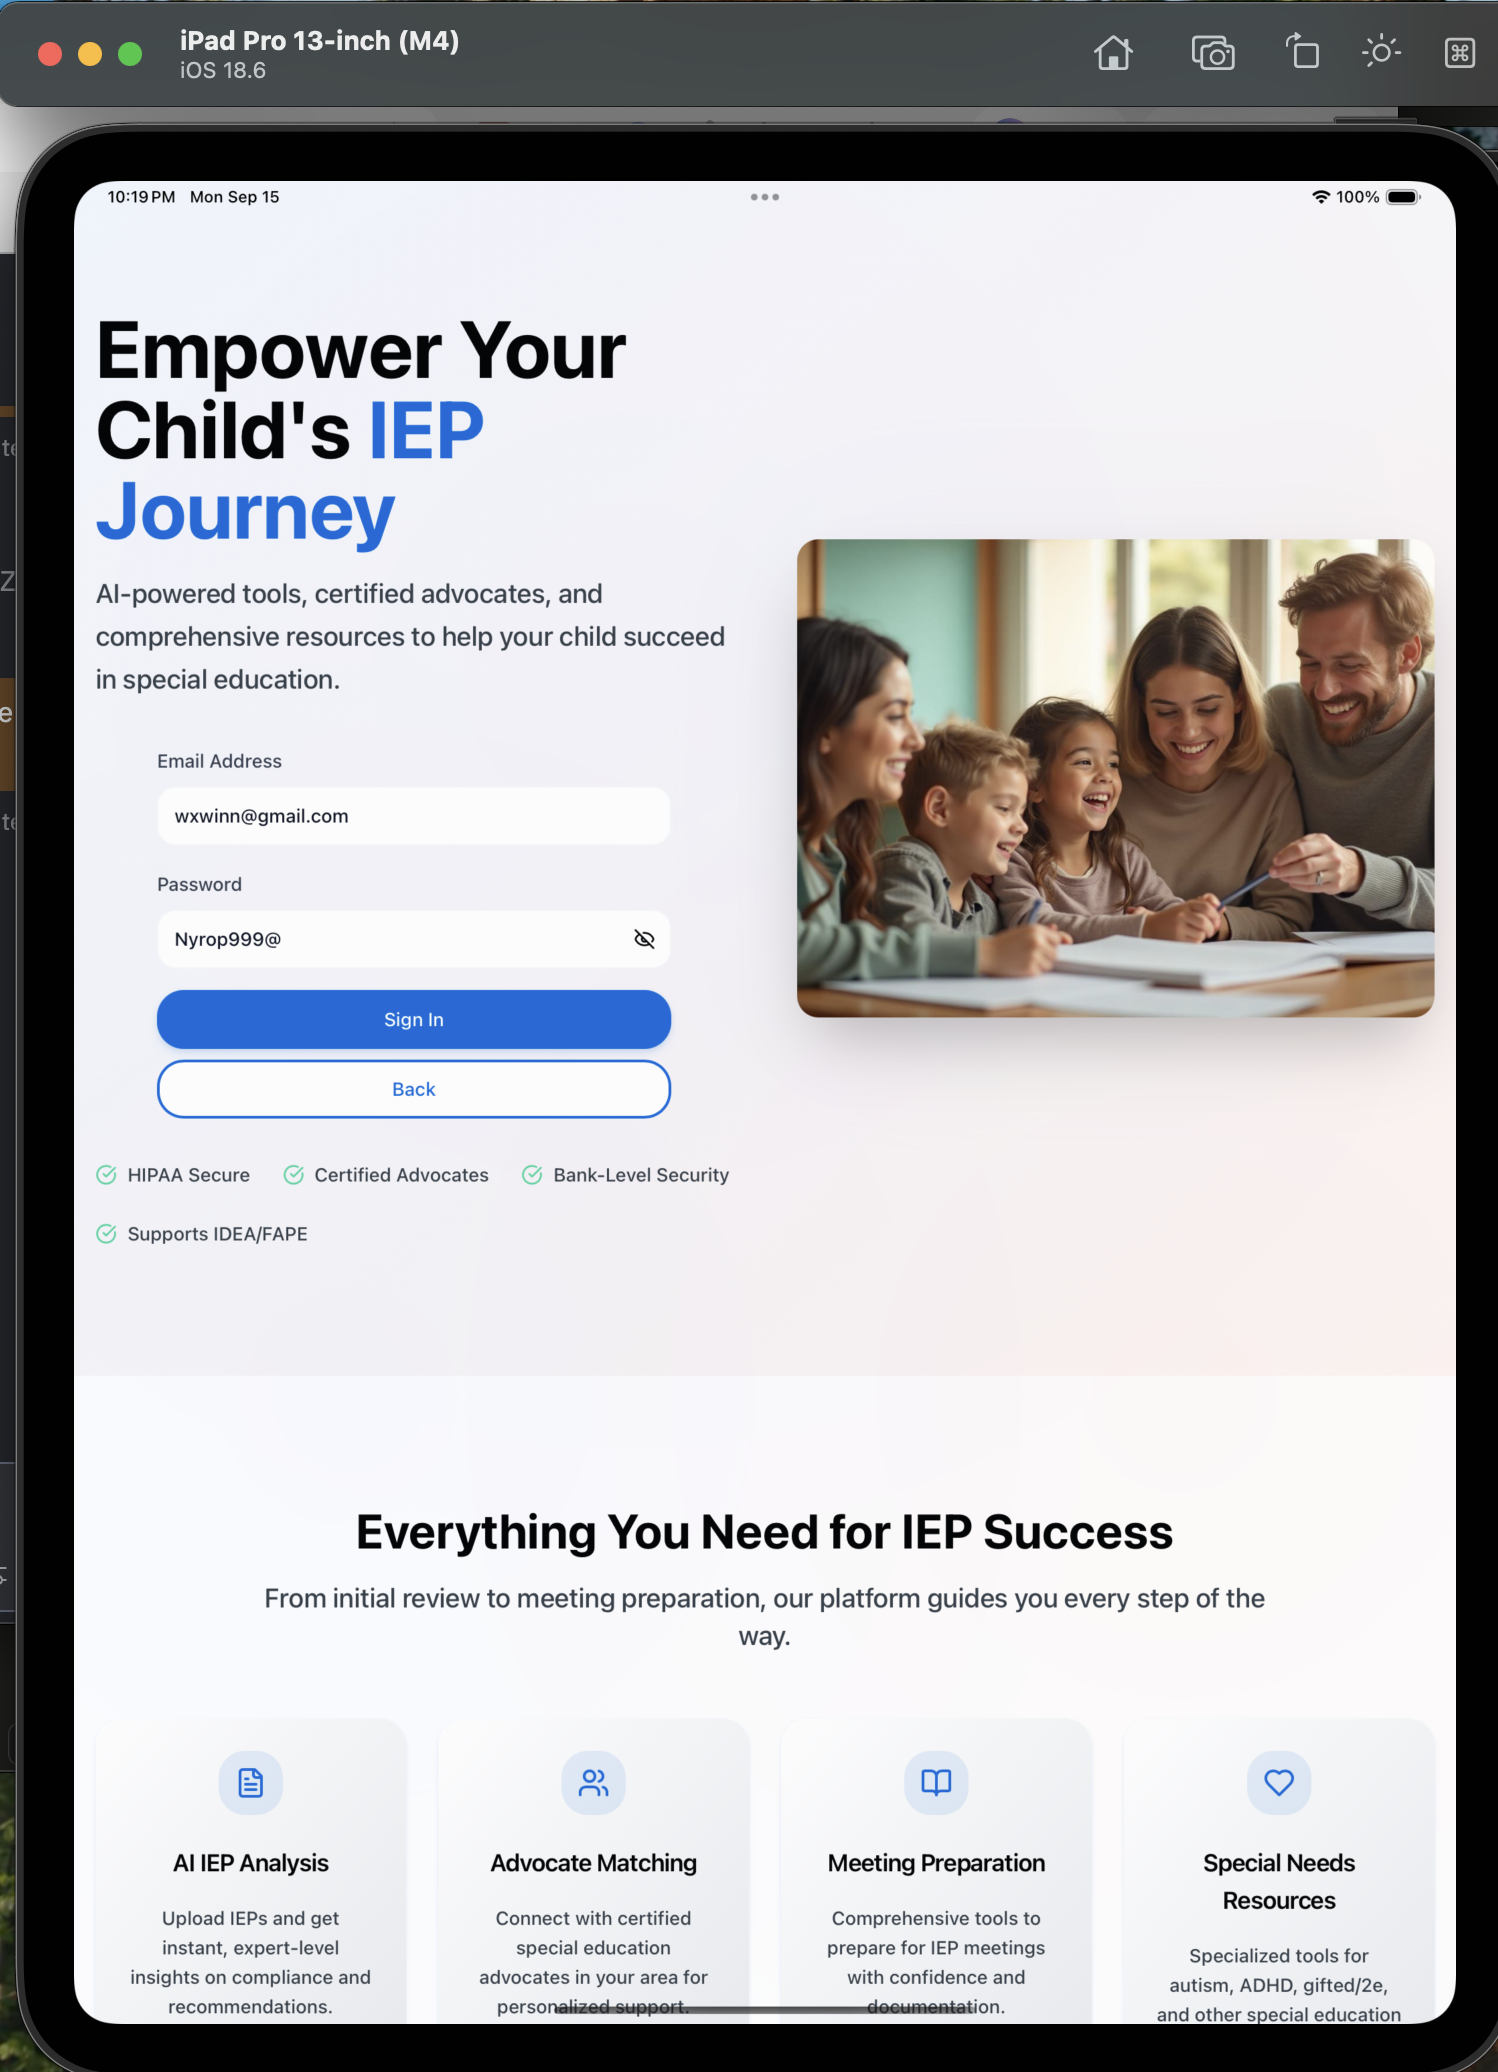 iPad Pro 13-inch (M4)
iOS 18.6
10:19 PM Mon Sep 15
100%
Empower Your
Child's IEP
Journey
AI-powered tools, certified advocates, and
comprehensive resources to help your child succeed
in special education.
Email Address
wxwinn@gmail.com
Password
Nyrop999@
Sign In
Back
HIPAA Secure
Certified Advocates
Bank-Level Security
Supports IDEA/FAPE
Everything You Need for IEP Success
From initial review to meeting preparation, our platform guides you every step of the
way.
AI IEP Analysis
Upload IEPs and get
instant, expert-level
insights on compliance and
recommendations.
Advocate Matching
Connect with certified
special education
advocates in your area for
personalized support.
Meeting Preparation
Comprehensive tools to
prepare for IEP meetings
with confidence and
documentation.
Special Needs
Resources
Specialized tools for
autism, ADHD, gifted/2e,
and other special education